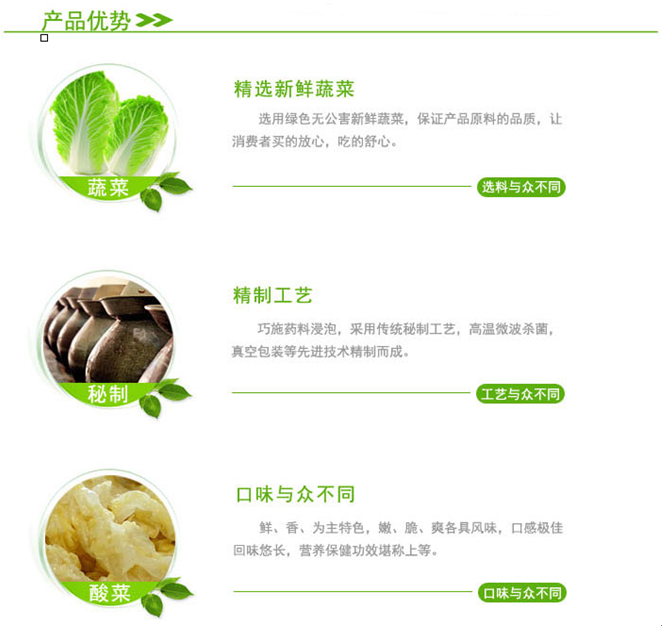 产品优势
精选新鲜蔬菜
选用绿色无公害新鲜蔬菜，保证产品原料的品质，让
消费者买的放心，吃的舒心。
蔬菜
选料与众不同
精制工艺
巧施药料浸泡，采用传统秘制工艺，高温微波杀菌，
真空包装等先进技术精制而成。
秘制
工艺与众不同
口味与众不同
鲜、香、为主特色，嫩、脆、爽各具风味，口感极佳
回味悠长，营养保健功效堪称上等。
酸菜
口味与众不同